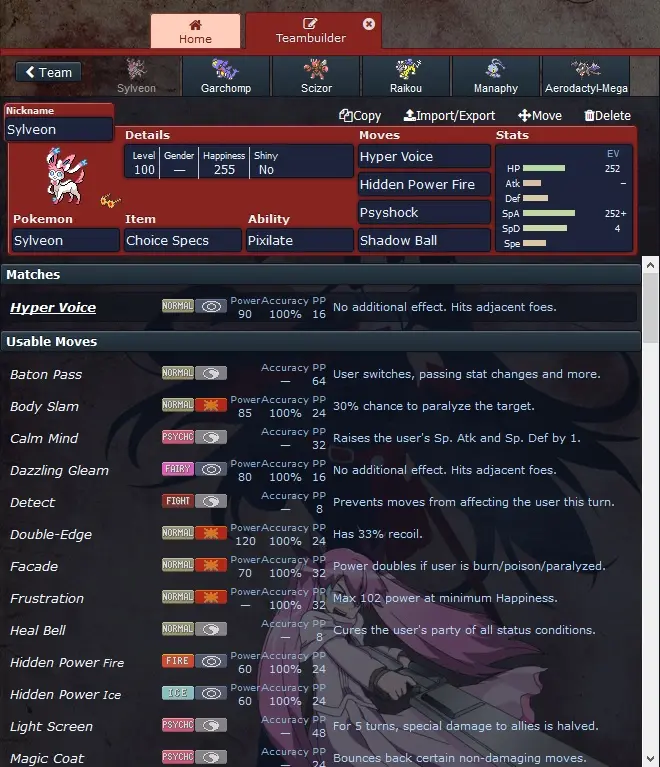 Home
Teambuilder
Team
Sylveon
Garchomp
Scizor
Raikou
Manaphy
Aerodactyl-Mega
Nickname
Sylveon
Copy Import/Export Move Delete
Details
Moves
Stats
Level Gender Happiness Shiny
100 — 255 No
Hyper Voice
Hidden Power Fire
Psyshock
Shadow Ball
EV
HP 252
Atk –
Def
SpA 252+
SpD 4
Spe
Pokemon
Item
Ability
Sylveon
Choice Specs
Pixilate
Matches
Hyper Voice NORMAL Power 90 Accuracy 100% PP 16 No additional effect. Hits adjacent foes.
Usable Moves
Baton Pass NORMAL Accuracy — PP 64 User switches, passing stat changes and more.
Body Slam NORMAL Power 85 Accuracy 100% PP 24 30% chance to paralyze the target.
Calm Mind PSYCHC Accuracy — PP 32 Raises the user's Sp. Atk and Sp. Def by 1.
Dazzling Gleam FAIRY Power 80 Accuracy 100% PP 16 No additional effect. Hits adjacent foes.
Detect FIGHT Accuracy — PP 8 Prevents moves from affecting the user this turn.
Double-Edge NORMAL Power 120 Accuracy 100% PP 24 Has 33% recoil.
Facade NORMAL Power 70 Accuracy 100% PP 32 Power doubles if user is burn/poison/paralyzed.
Frustration NORMAL Power — Accuracy 100% PP 32 Max 102 power at minimum Happiness.
Heal Bell NORMAL Accuracy — PP 8 Cures the user's party of all status conditions.
Hidden Power Fire FIRE Power 60 Accuracy 100% PP 24
Hidden Power Ice ICE Power 60 Accuracy 100% PP 24
Light Screen PSYCHC Accuracy — PP 48 For 5 turns, special damage to allies is halved.
Magic Coat PSYCHC Accuracy — PP 24 Bounces back certain non-damaging moves.